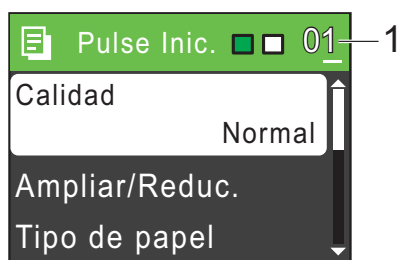 Pulse Inic. 01
1
Calidad
Normal
Ampliar/Reduc.
Tipo de papel